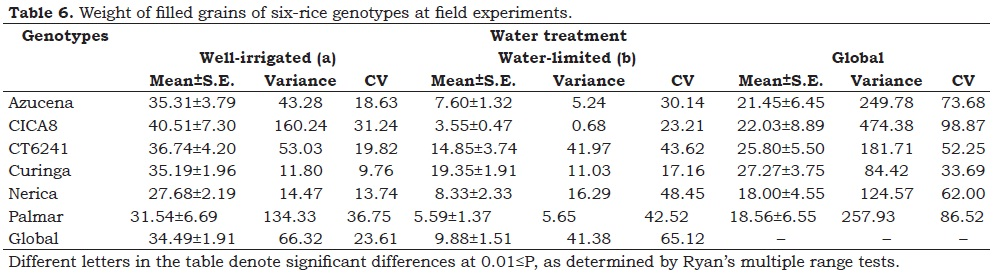 Table 6. Weight of filled grains of six-rice genotypes at field experiments.
Genotypes Water treatment
Well-irrigated (a) Water-limited (b) Global
Mean±S.E. Variance CV Mean±S.E. Variance CV Mean±S.E. Variance CV
Azucena 35.31±3.79 43.28 18.63 7.60±1.32 5.24 30.14 21.45±6.45 249.78 73.68
CICA8 40.51±7.30 160.24 31.24 3.55±0.47 0.68 23.21 22.03±8.89 474.38 98.87
CT6241 36.74±4.20 53.03 19.82 14.85±3.74 41.97 43.62 25.80±5.50 181.71 52.25
Curinga 35.19±1.96 11.80 9.76 19.35±1.91 11.03 17.16 27.27±3.75 84.42 33.69
Nerica 27.68±2.19 14.47 13.74 8.33±2.33 16.29 48.45 18.00±4.55 124.57 62.00
Palmar 31.54±6.69 134.33 36.75 5.59±1.37 5.65 42.52 18.56±6.55 257.93 86.52
Global 34.49±1.91 66.32 23.61 9.88±1.51 41.38 65.12 – – –
Different letters in the table denote significant differences at 0.01≤P, as determined by Ryan's multiple range tests.